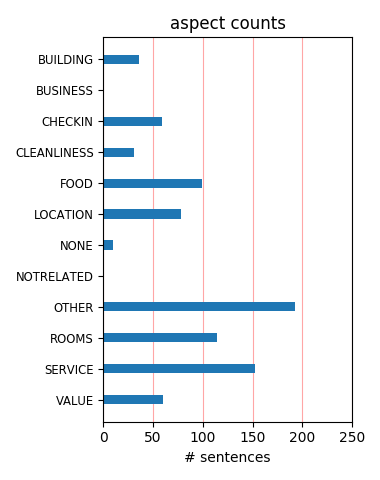 aspect counts
BUILDING
BUSINESS
CHECKIN
CLEANLINESS
FOOD
LOCATION
NONE
NOTRELATED
OTHER
ROOMS
SERVICE
VALUE
0 50 100 150 200 250
# sentences